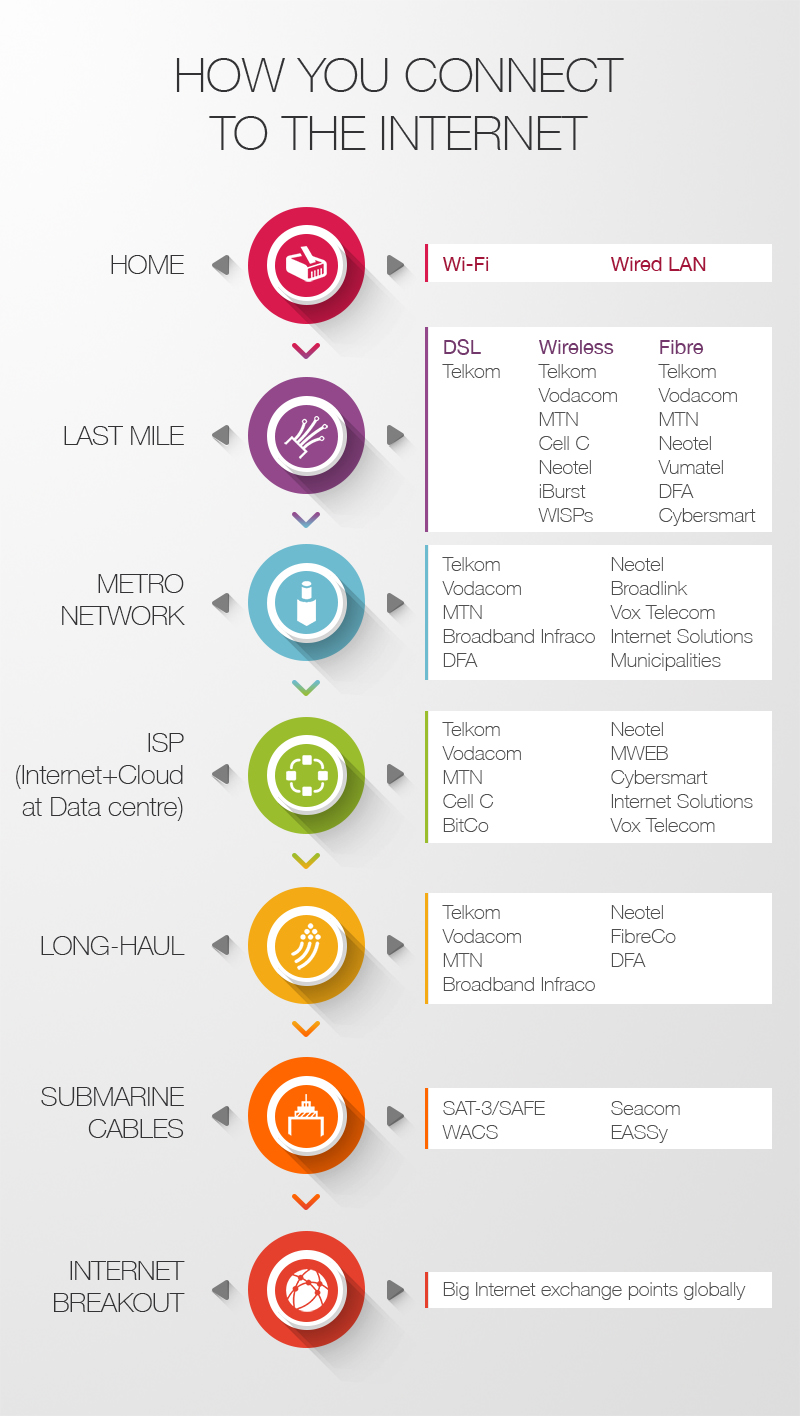 HOW YOU CONNECT
TO THE INTERNET
HOME
Wi-Fi
Wired LAN
LAST MILE
DSL
Telkom
Wireless
Telkom
Vodacom
MTN
Cell C
Neotel
iBurst
WISPs
Fibre
Telkom
Vodacom
MTN
Neotel
Vumatel
DFA
Cybersmart
METRO
NETWORK
Telkom
Vodacom
MTN
Broadband Infraco
DFA
Neotel
Broadlink
Vox Telecom
Internet Solutions
Municipalities
ISP
(Internet+Cloud
at Data centre)
Telkom
Vodacom
MTN
Cell C
BitCo
Neotel
MWEB
Cybersmart
Internet Solutions
Vox Telecom
LONG-HAUL
Telkom
Vodacom
MTN
Broadband Infraco
Neotel
FibreCo
DFA
SUBMARINE
CABLES
SAT-3/SAFE
WACS
Seacom
EASSy
INTERNET
BREAKOUT
Big Internet exchange points globally